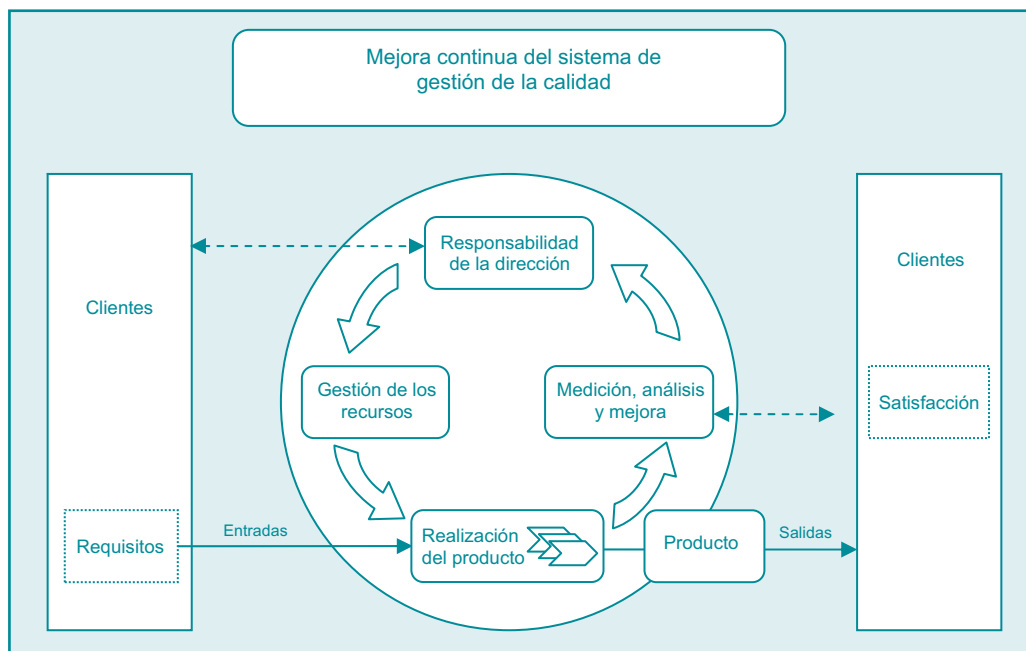 Mejora continua del sistema de
gestión de la calidad
Responsabilidad
de la dirección
Clientes
Clientes
Gestión de los
recursos
Medición, análisis
y mejora
Satisfacción
Requisitos
Entradas
Realización
del producto
Producto
Salidas